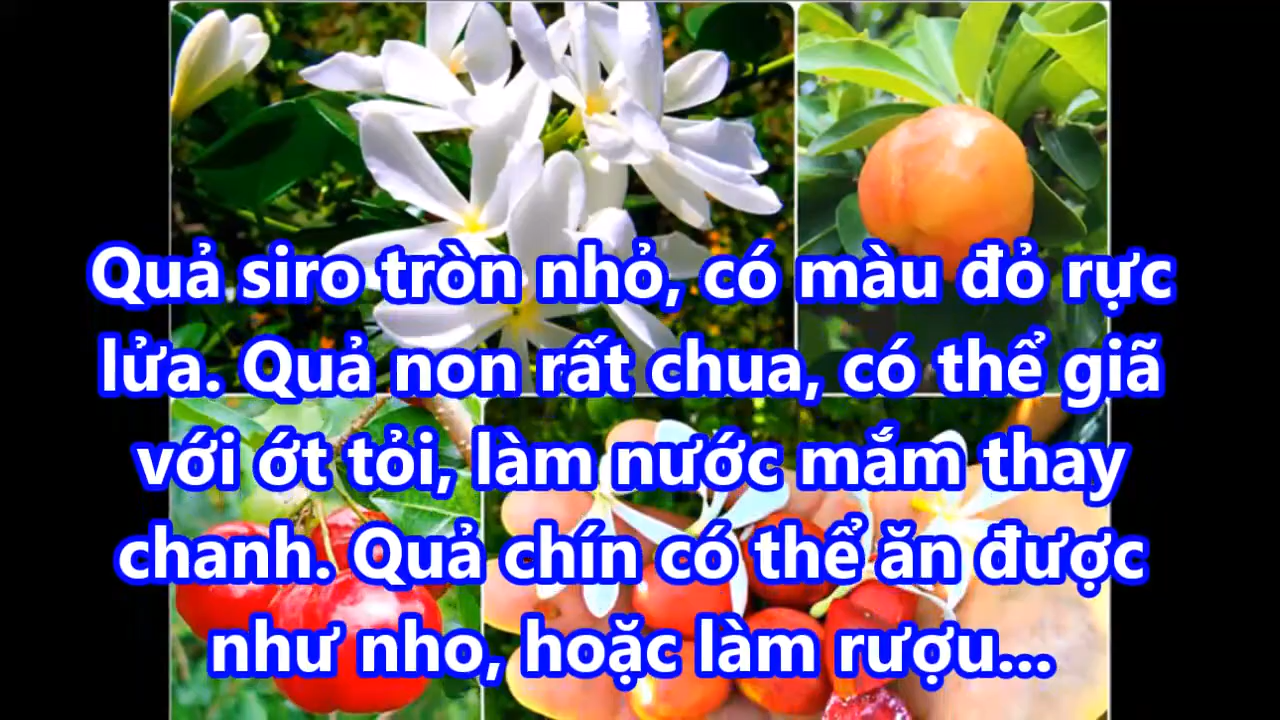 Quả siro tròn nhỏ, có màu đỏ rực
lửa. Quả non rất chua, có thể giã
với ớt tỏi, làm nước mắm thay
chanh. Quả chín có thể ăn được
như nho, hoặc làm rượu...